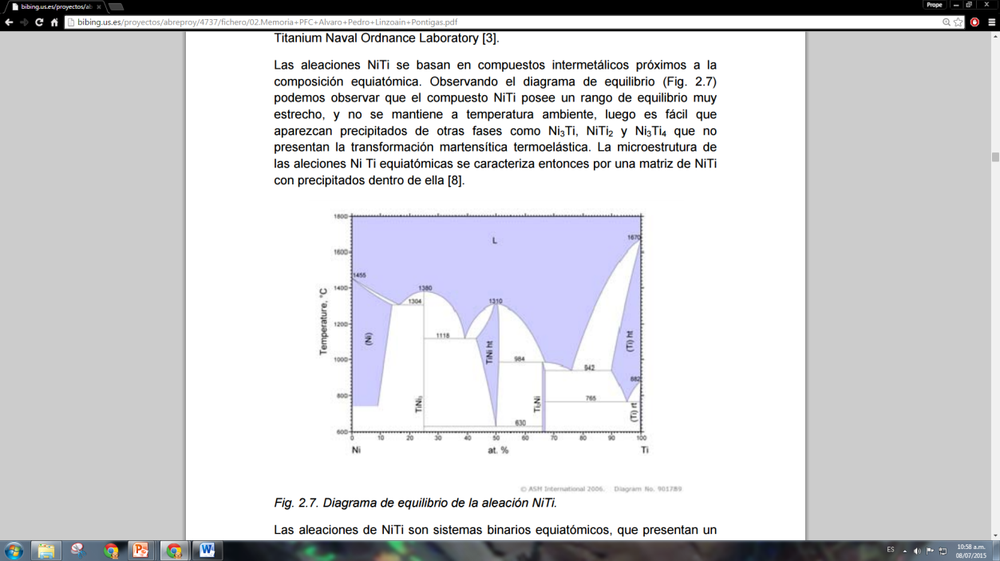 bibing.us.es/proyectos/ab
Prope
bibing.us.es/proyectos/abreproy/4737/fichero/02.Memoria+PFC+Alvaro+Pedro+Linzoain+Pontigas.pdf
Titanium Naval Ordnance Laboratory [3].
Las aleaciones NiTi se basan en compuestos intermetálicos próximos a la
composición equiatómica. Observando el diagrama de equilibrio (Fig. 2.7)
podemos observar que el compuesto NiTi posee un rango de equilibrio muy
estrecho, y no se mantiene a temperatura ambiente, luego es fácil que
aparezcan precipitados de otras fases como Ni₃Ti, NiTi₂ y Ni₃Ti₄ que no
presentan la transformación martensítica termoelástica. La microestrutura de
las aleciones Ni Ti equiatómicas se caracteriza entonces por una matriz de NiTi
con precipitados dentro de ella [8].
1800
1600
1400
1200
1000
800
600
Temperature, °C
L
1670
1455
1380
1304
1310
1118
984
942
882
765
630
(Ni)
TiNi₃
TiNi ht
Ti₂Ni
(Ti) ht
(Ti) rt
0 10 20 30 40 50 60 70 80 90 100
Ni at. % Ti
© ASM International 2006. Diagram No. 901789
Fig. 2.7. Diagrama de equilibrio de la aleación NiTi.
Las aleaciones de NiTi son sistemas binarios equiatómicos, que presentan un
ES
10:58 a.m.
08/07/2015